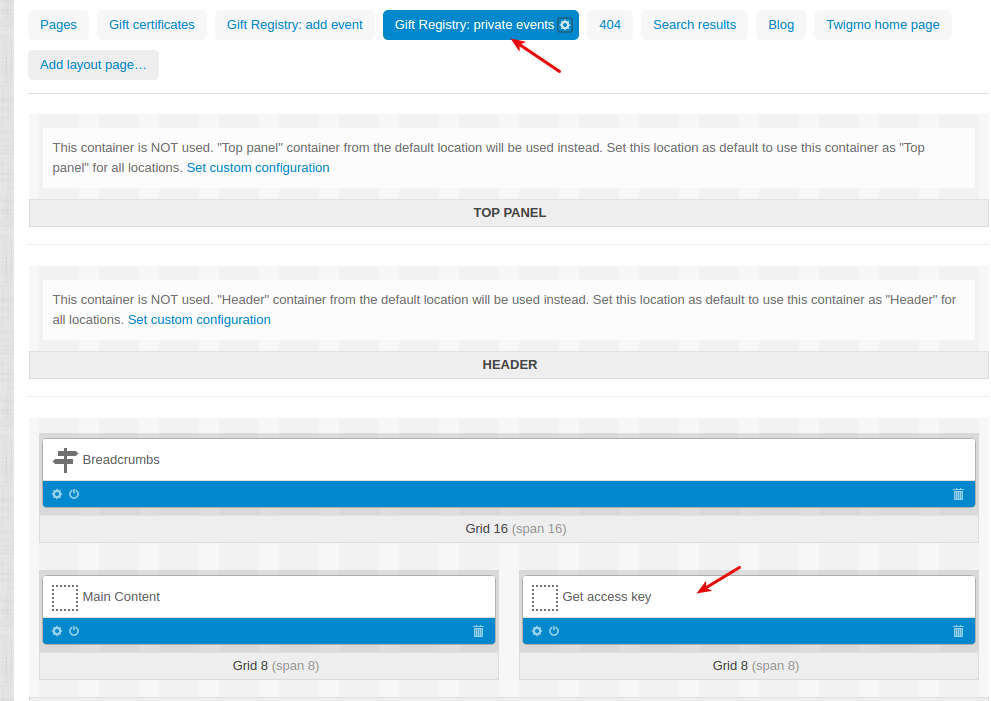 Pages
Gift certificates
Gift Registry: add event
Gift Registry: private events
404
Search results
Blog
Twigmo home page
Add layout page…
This container is NOT used. "Top panel" container from the default location will be used instead. Set this location as default to use this container as "Top
panel" for all locations. Set custom configuration
TOP PANEL
This container is NOT used. "Header" container from the default location will be used instead. Set this location as default to use this container as "Header" for
all locations. Set custom configuration
HEADER
Breadcrumbs
Grid 16 (span 16)
Main Content
Get access key
Grid 8 (span 8)
Grid 8 (span 8)